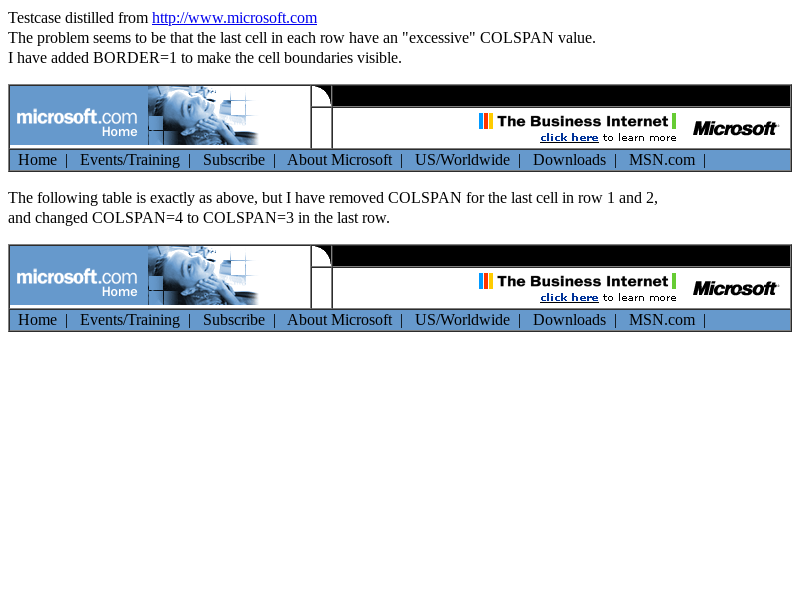 Testcase distilled from http://www.microsoft.com
The problem seems to be that the last cell in each row have an "excessive" COLSPAN value.
I have added BORDER=1 to make the cell boundaries visible.
microsoft.com
Home
The Business Internet
click here to learn more
Microsoft
Home | Events/Training | Subscribe | About Microsoft | US/Worldwide | Downloads | MSN.com |
The following table is exactly as above, but I have removed COLSPAN for the last cell in row 1 and 2,
and changed COLSPAN=4 to COLSPAN=3 in the last row.
microsoft.com
Home
The Business Internet
click here to learn more
Microsoft
Home | Events/Training | Subscribe | About Microsoft | US/Worldwide | Downloads | MSN.com |